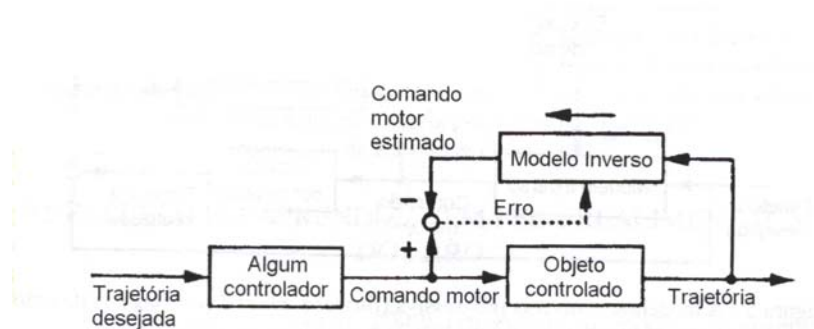 Comando
motor
estimado
Modelo Inverso
−
Erro
+
Algum
controlador
Objeto
controlado
Trajetória
desejada
Comando motor
Trajetória